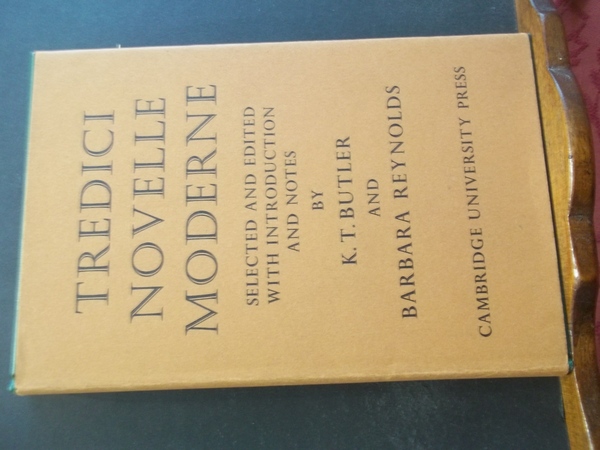 TREDICI
NOVELLE
MODERNE
SELECTED AND EDITED
WITH INTRODUCTION
AND NOTES
BY
K. T. BUTLER
AND
BARBARA REYNOLDS
CAMBRIDGE UNIVERSITY PRESS